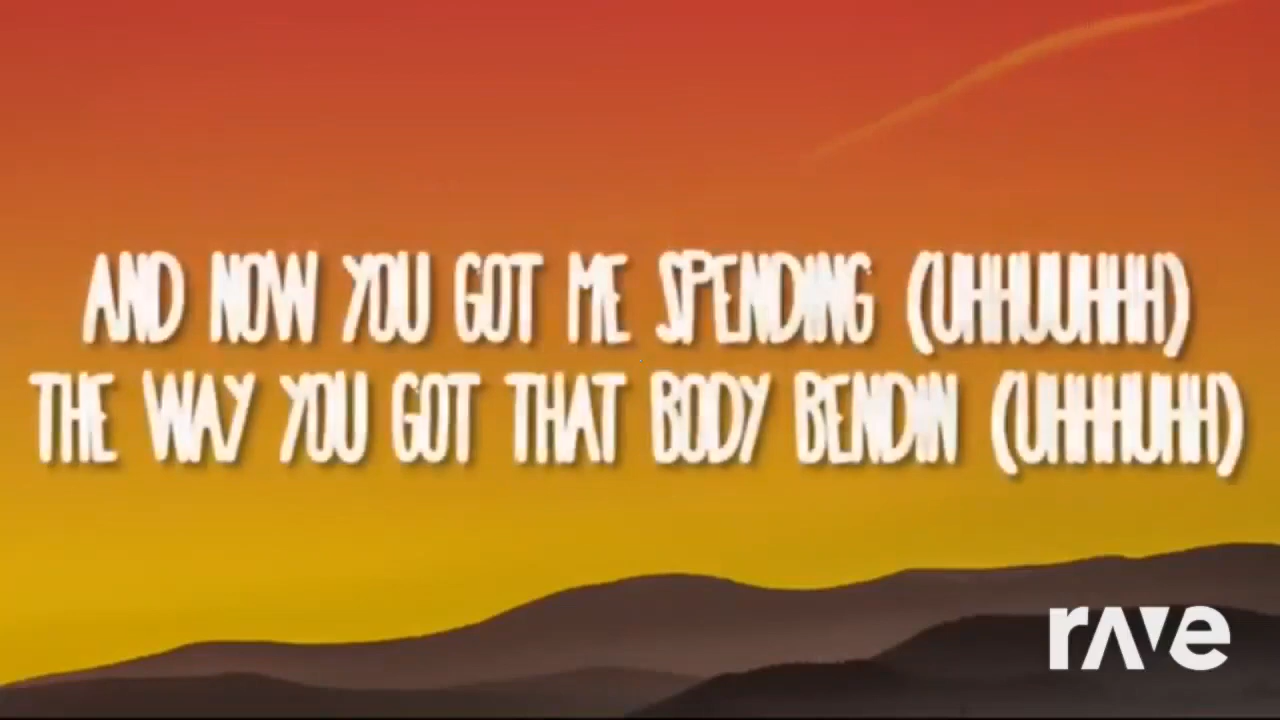 AND NOW YOU GOT ME SPENDING (UHHUUHHH)
THE WAY YOU GOT THAT BODY BENDIN (UHHHUHH)
rave